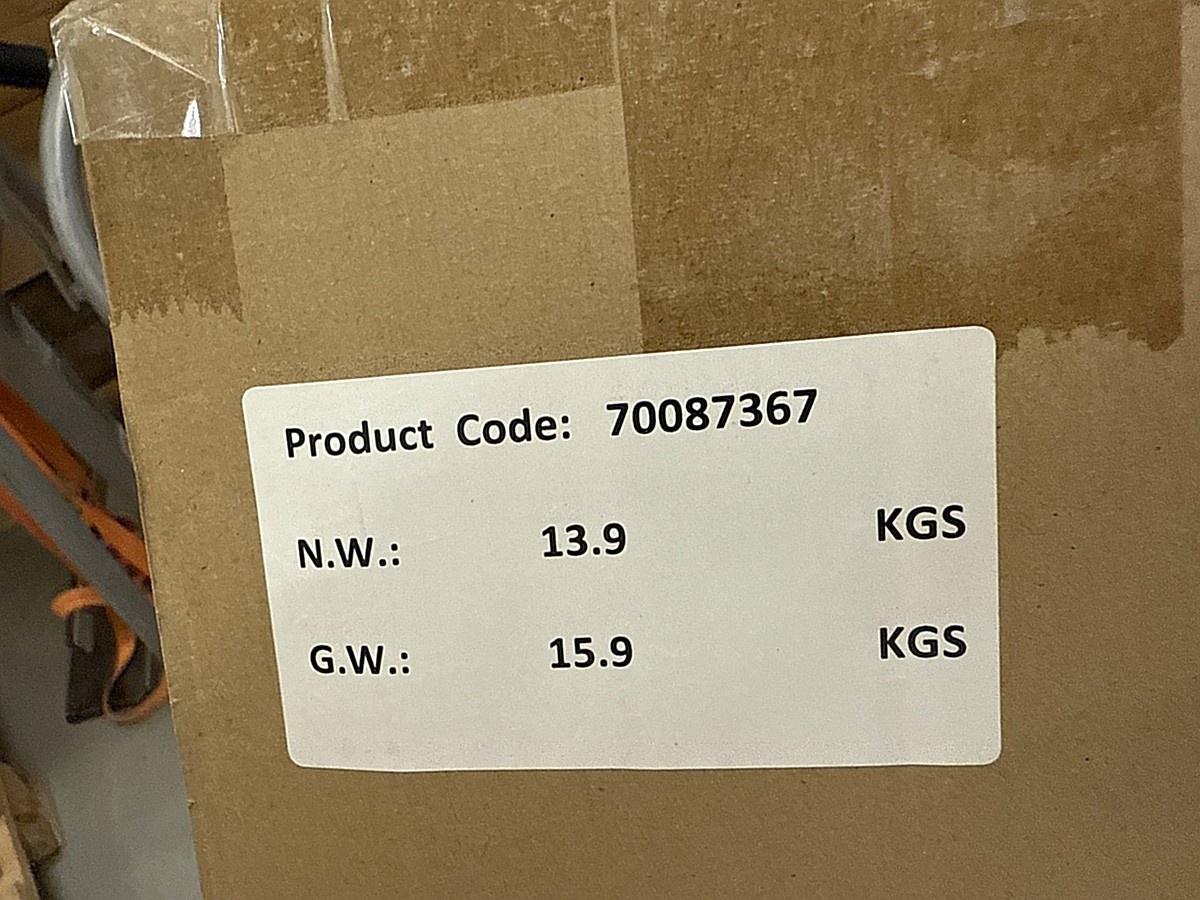 Product Code: 70087367
N.W.: 13.9 KGS
G.W.: 15.9 KGS